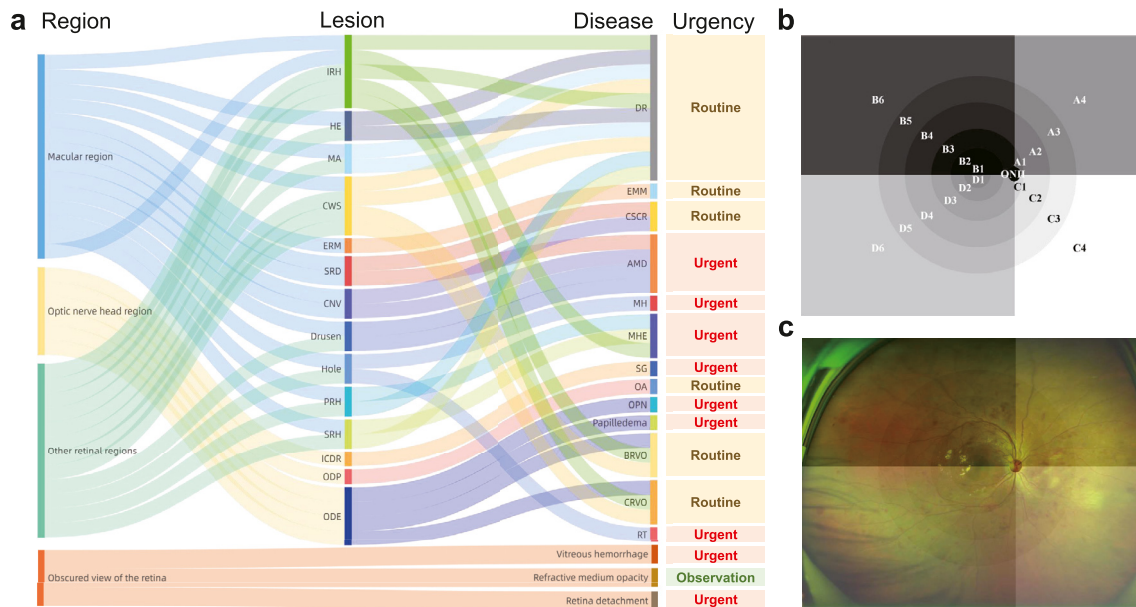 a Region Lesion Disease Urgency
Macular region
Optic nerve head region
Other retinal regions
Obscured view of the retina
IRH
HE
MA
CWS
ERM
SRD
CNV
Drusen
Hole
PRH
SRH
ICDR
ODP
ODE
DR Routine
EMM Routine
CSCR Routine
AMD Urgent
MH Urgent
MHE Urgent
SG Urgent
OA Routine
OPN Urgent
Papilledema Urgent
BRVO Routine
CRVO Routine
RT Urgent
Vitreous hemorrhage Urgent
Refractive medium opacity Observation
Retina detachment Urgent
b
B6 A4
B5 A3
B4 A2
B3
B2 A1
B1
ONH
D1
D2 C1
D3 C2
D4 C3
D5
D6 C4
c